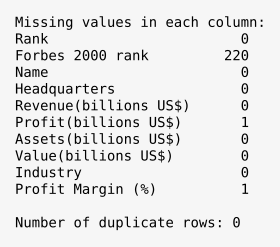 Missing values in each column:
Rank 0
Forbes 2000 rank 220
Name 0
Headquarters 0
Revenue(billions US$) 0
Profit(billions US$) 1
Assets(billions US$) 0
Value(billions US$) 0
Industry 0
Profit Margin (%) 1
Number of duplicate rows: 0